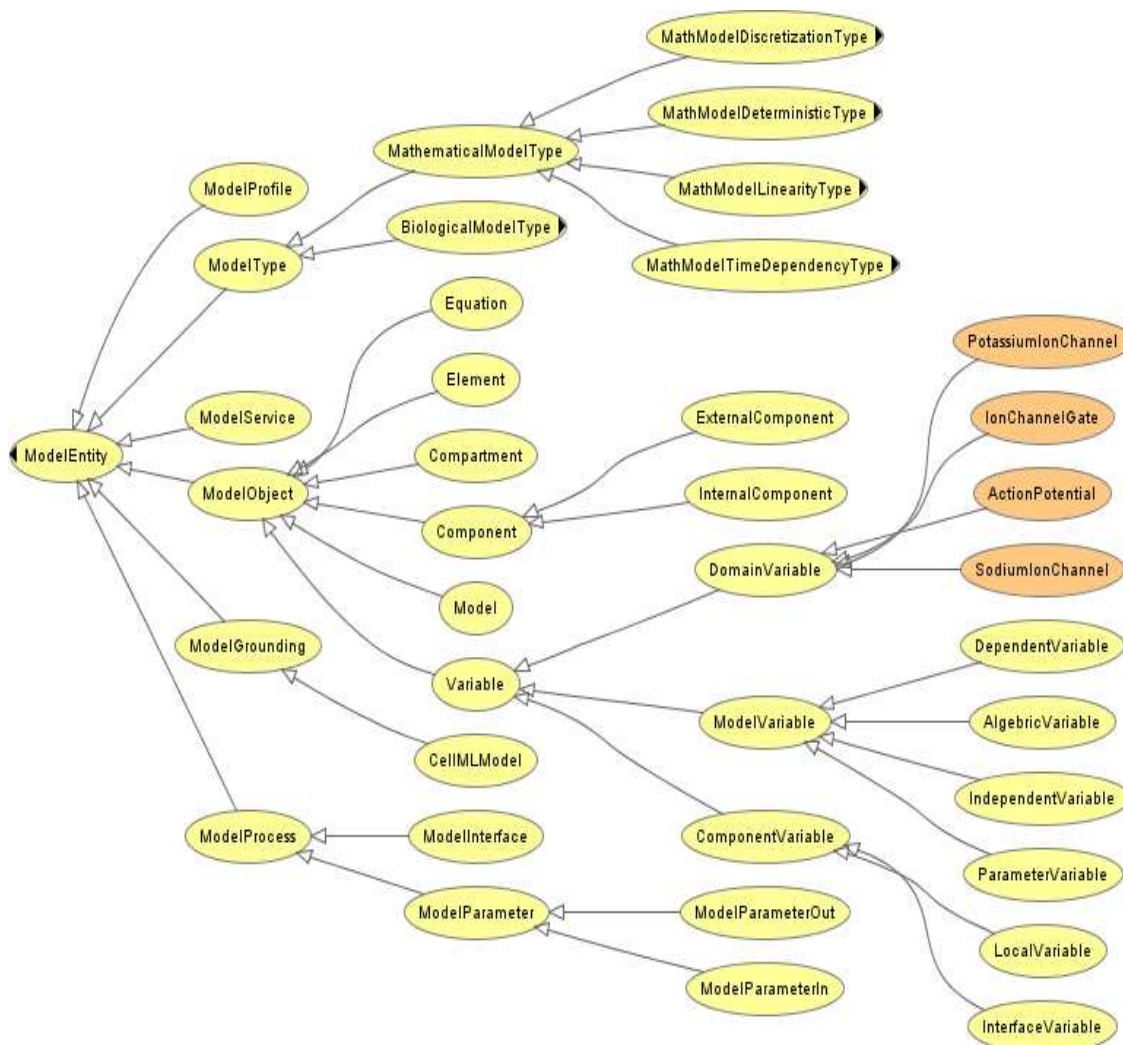 MathModelDiscretizationType
MathModelDeterministicType
MathematicalModelType
ModelProfile
MathModelLinearityType
BiologicalModelType
ModelType
MathModelTimeDependencyType
Equation
PotassiumIonChannel
Element
ModelService
ExternalComponent
IonChannelGate
ModelEntity
Compartment
ModelObject
InternalComponent
ActionPotential
Component
DomainVariable
SodiumIonChannel
Model
ModelGrounding
DependentVariable
Variable
ModelVariable
AlgebricVariable
CellMLModel
IndependentVariable
ModelProcess
ModelInterface
ComponentVariable
ParameterVariable
ModelParameter
ModelParameterOut
LocalVariable
ModelParameterIn
InterfaceVariable